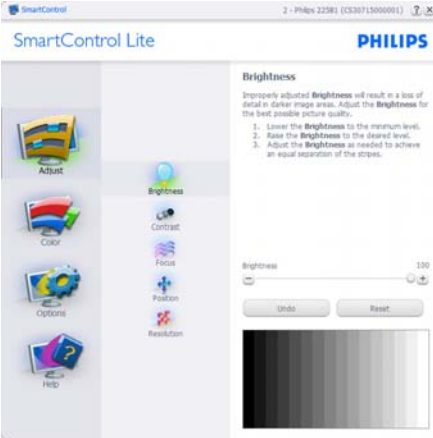 SmartControl
2 - Philips 225B1 (CS30715000001)
SmartControl Lite
PHILIPS
Adjust
Color
Options
Help
Brightness
Contrast
Focus
Position
Resolution
Brightness
Improperly adjusted Brightness will result in a loss of
detail in darker image areas. Adjust the Brightness for
the best possible picture quality.
1. Lower the Brightness to the minimum level.
2. Raise the Brightness to the desired level.
3. Adjust the Brightness as needed to achieve
an equal separation of the stripes.
Brightness
100
Undo
Reset